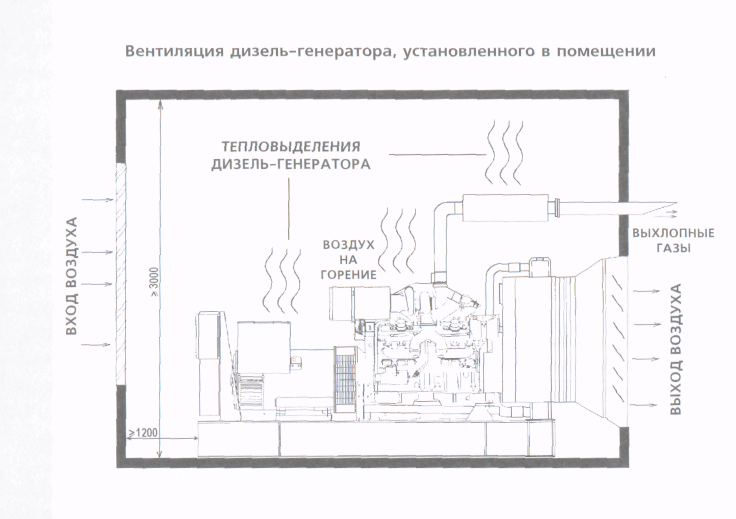 Вентиляция дизель-генератора, установленного в помещении
ТЕПЛОВЫДЕЛЕНИЯ
ДИЗЕЛЬ-ГЕНЕРАТОРА
ВОЗДУХ
НА
ГОРЕНИЕ
ВЫХЛОПНЫЕ
ГАЗЫ
ВХОД ВОЗДУХА
≥3000
ВЫХОД ВОЗДУХА
≥1200